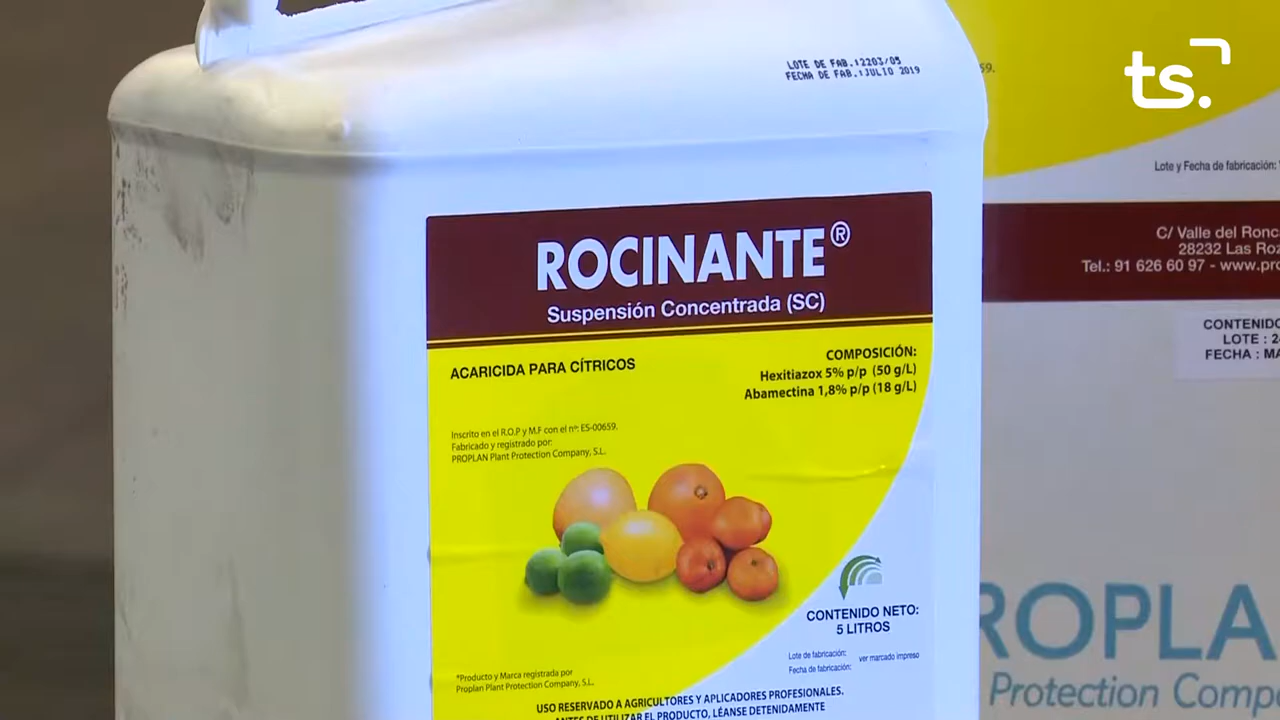 ts.
LOTE DE FAB.:2203/05
FECHA DE FAB.:JULIO 2019
ROCINANTE®
Suspensión Concentrada (SC)
ACARICIDA PARA CÍTRICOS
COMPOSICIÓN:
Hexitiazox 5% p/p (50 g/L)
Abamectina 1,8% p/p (18 g/L)
Inscrito en el R.O.P y M.F con el nº: ES-00659.
Fabricado y registrado por:
PROPLAN Plant Protection Company, S.L.
CONTENIDO NETO:
5 LITROS
Lote de fabricación:
Fecha de fabricación:
ver marcado impreso
*Producto y Marca registrada por
Proplan Plant Protection Company, S.L.
USO RESERVADO A AGRICULTORES Y APLICADORES PROFESIONALES.
ANTES DE UTILIZAR EL PRODUCTO, LÉANSE DETENIDAMENTE
59.
Lote y Fecha de fabricación:
C/ Valle del Ronc
28232 Las Roz
Tel.: 91 626 60 97 - www.pro
CONTENIDO
LOTE : 2
FECHA : MA
ROPLA
Protection Comp